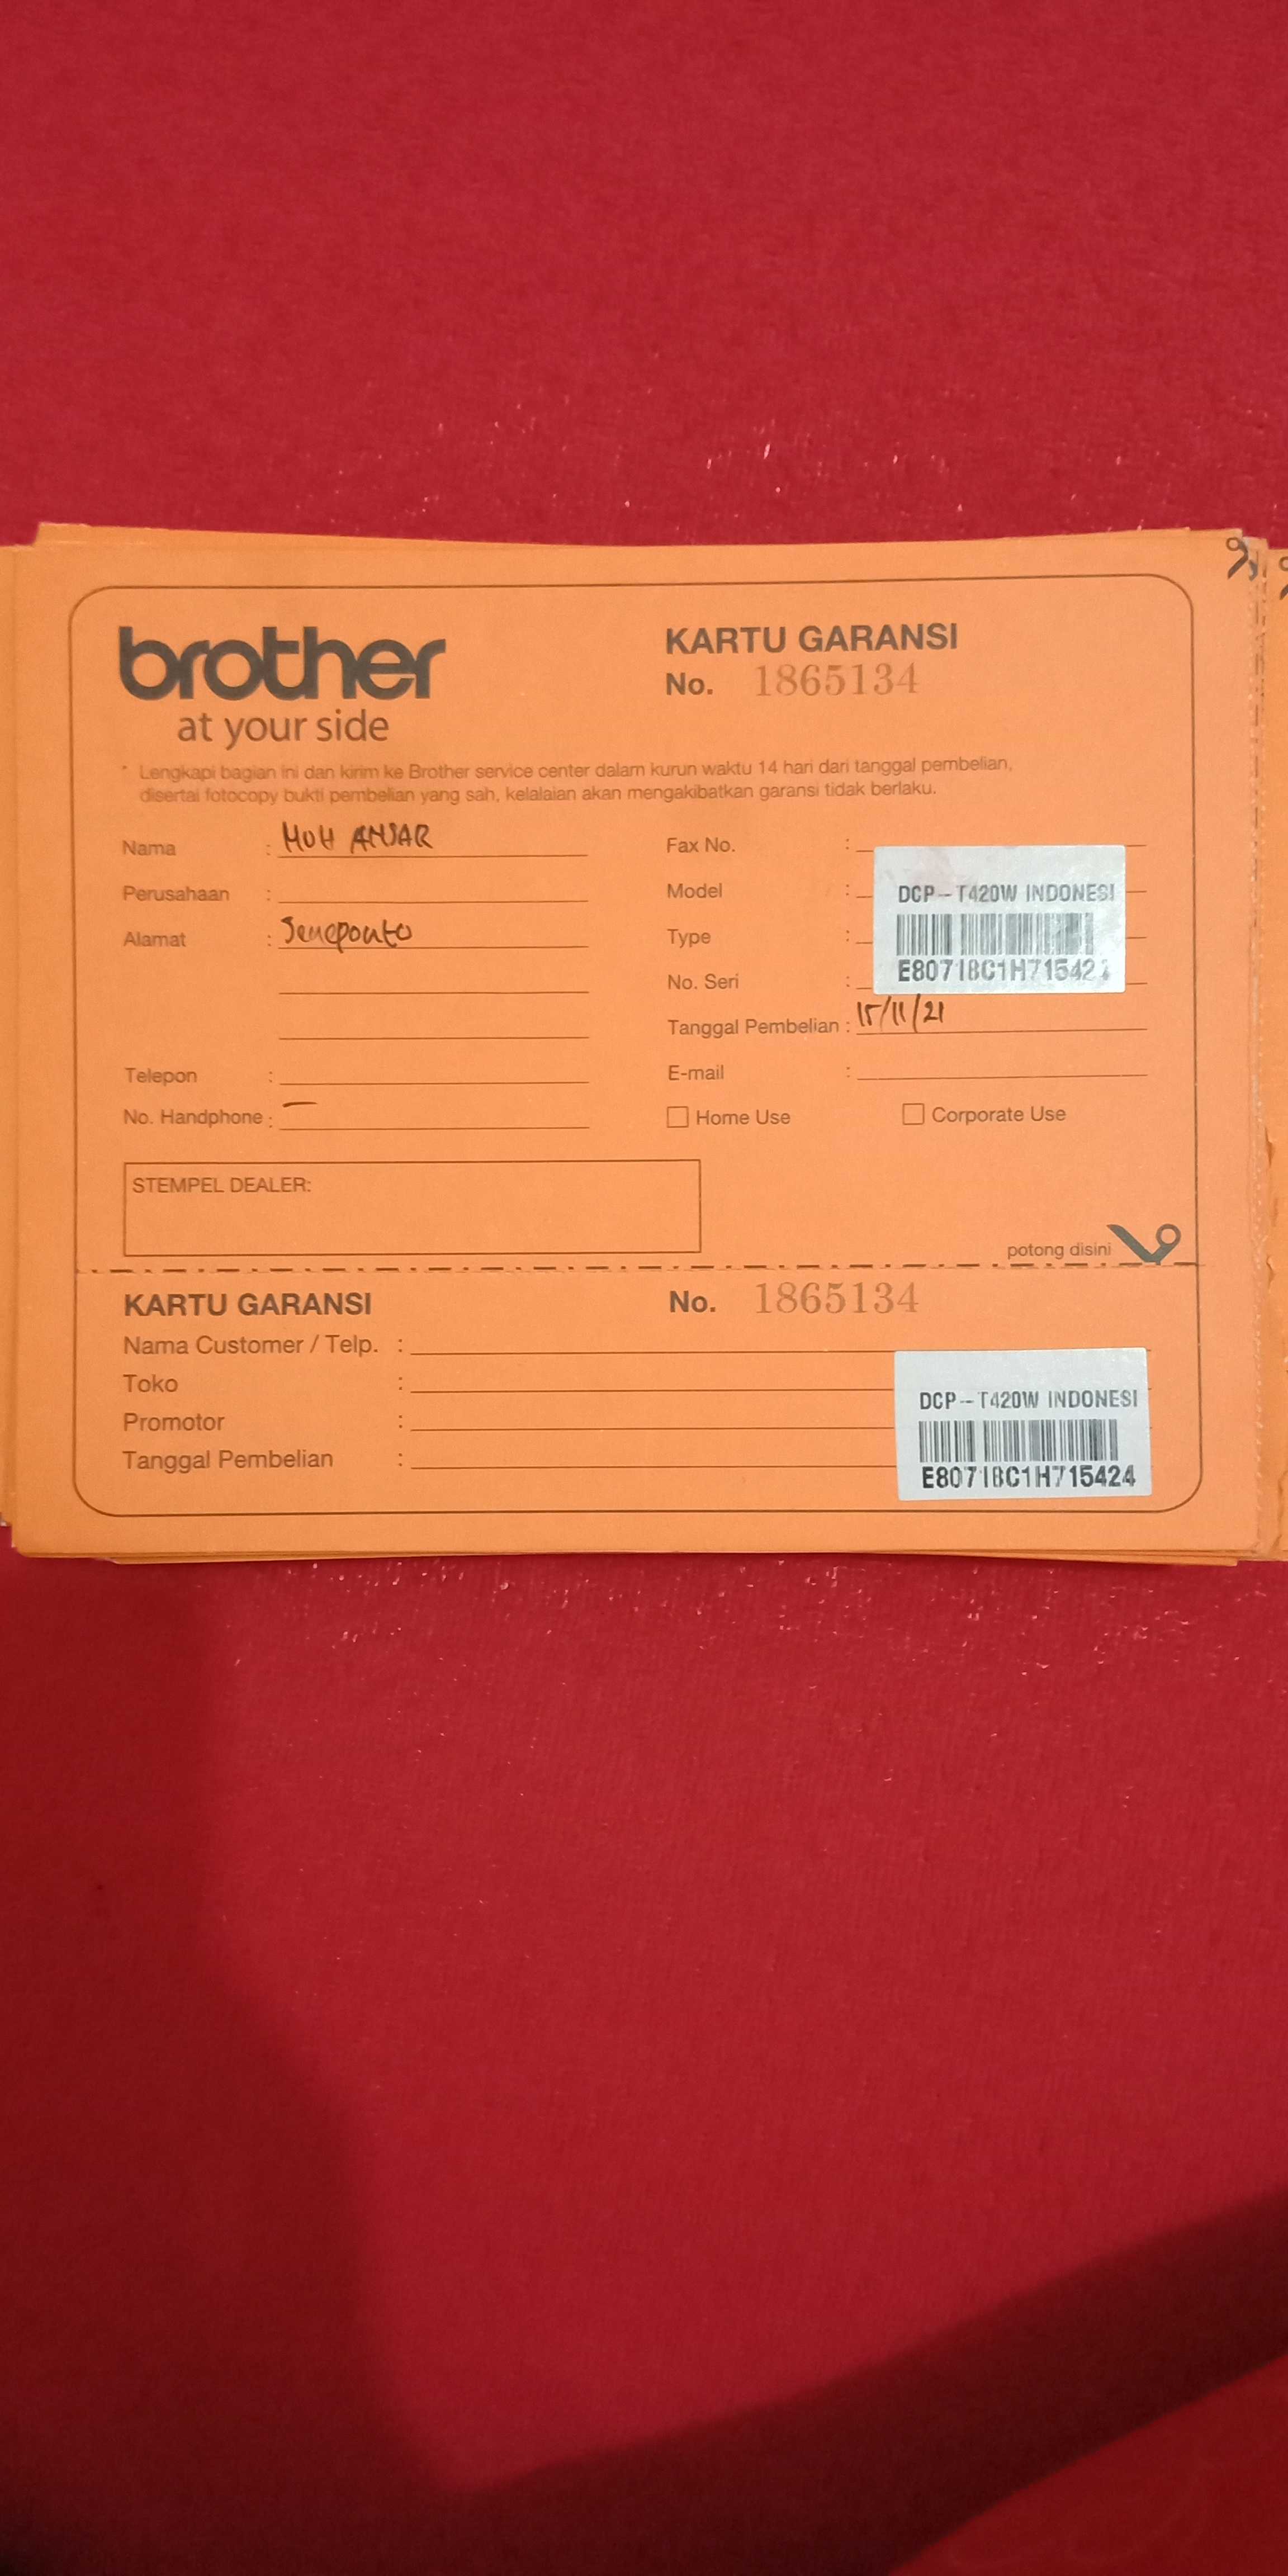 brother
at your side
KARTU GARANSI
No. 1865134
* Lengkapi bagian ini dan kirim ke Brother service center dalam kurun waktu 14 hari dari tanggal pembelian,
disertai fotocopy bukti pembelian yang sah, kelalaian akan mengakibatkan garansi tidak berlaku.
Nama : MUH ANSAR
Perusahaan :
Alamat : Jeneponto
Telepon :
No. Handphone : —
Fax No. :
Model :
Type :
No. Seri :
DCP-T420W INDONESI
E80718C1H715424
Tanggal Pembelian : 15/11/21
E-mail :
Home Use
Corporate Use
STEMPEL DEALER:
potong disini
KARTU GARANSI
No. 1865134
Nama Customer / Telp. :
Toko :
Promotor :
Tanggal Pembelian :
DCP-T420W INDONESI
E80718C1H715424